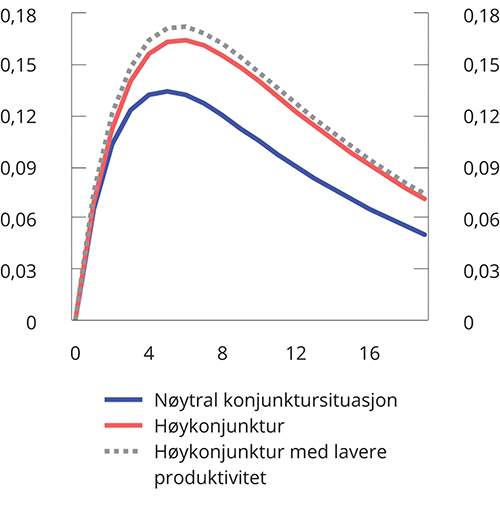 0,18 0,18
0,15 0,15
0,12 0,12
0,09 0,09
0,06 0,06
0,03 0,03
0 0
0 4 8 12 16
Nøytral konjunktursituasjon
Høykonjunktur
Høykonjunktur med lavere
produktivitet